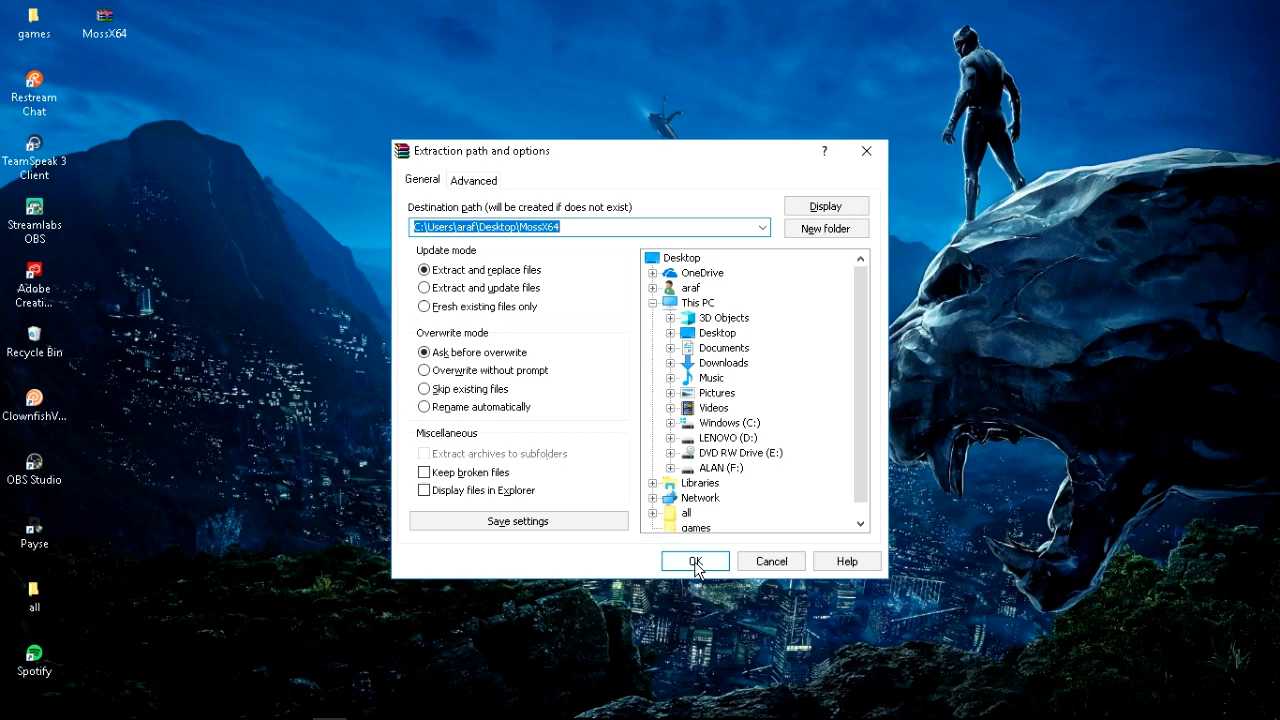 games
MossX64
Restream
Chat
TeamSpeak 3
Client
Streamlabs
OBS
Adobe
Creati...
Recycle Bin
ClownfishV...
OBS Studio
Payse
all
Spotify
Extraction path and options
?
General
Advanced
Destination path (will be created if does not exist)
Display
C:\Users\araf\Desktop\MossX64
New folder
Update mode
Extract and replace files
Extract and update files
Fresh existing files only
Overwrite mode
Ask before overwrite
Overwrite without prompt
Skip existing files
Rename automatically
Miscellaneous
Extract archives to subfolders
Keep broken files
Display files in Explorer
Save settings
Desktop
OneDrive
araf
This PC
3D Objects
Desktop
Documents
Downloads
Music
Pictures
Videos
Windows (C:)
LENOVO (D:)
DVD RW Drive (E:)
ALAN (F:)
Libraries
Network
all
games
OK
Cancel
Help